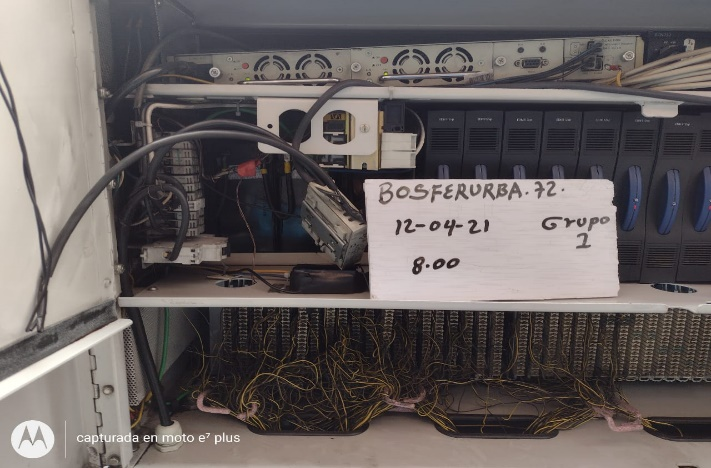 BOSFERURBA.72.
12-04-21 Grupo
1
8.00
capturada en moto e⁷ plus